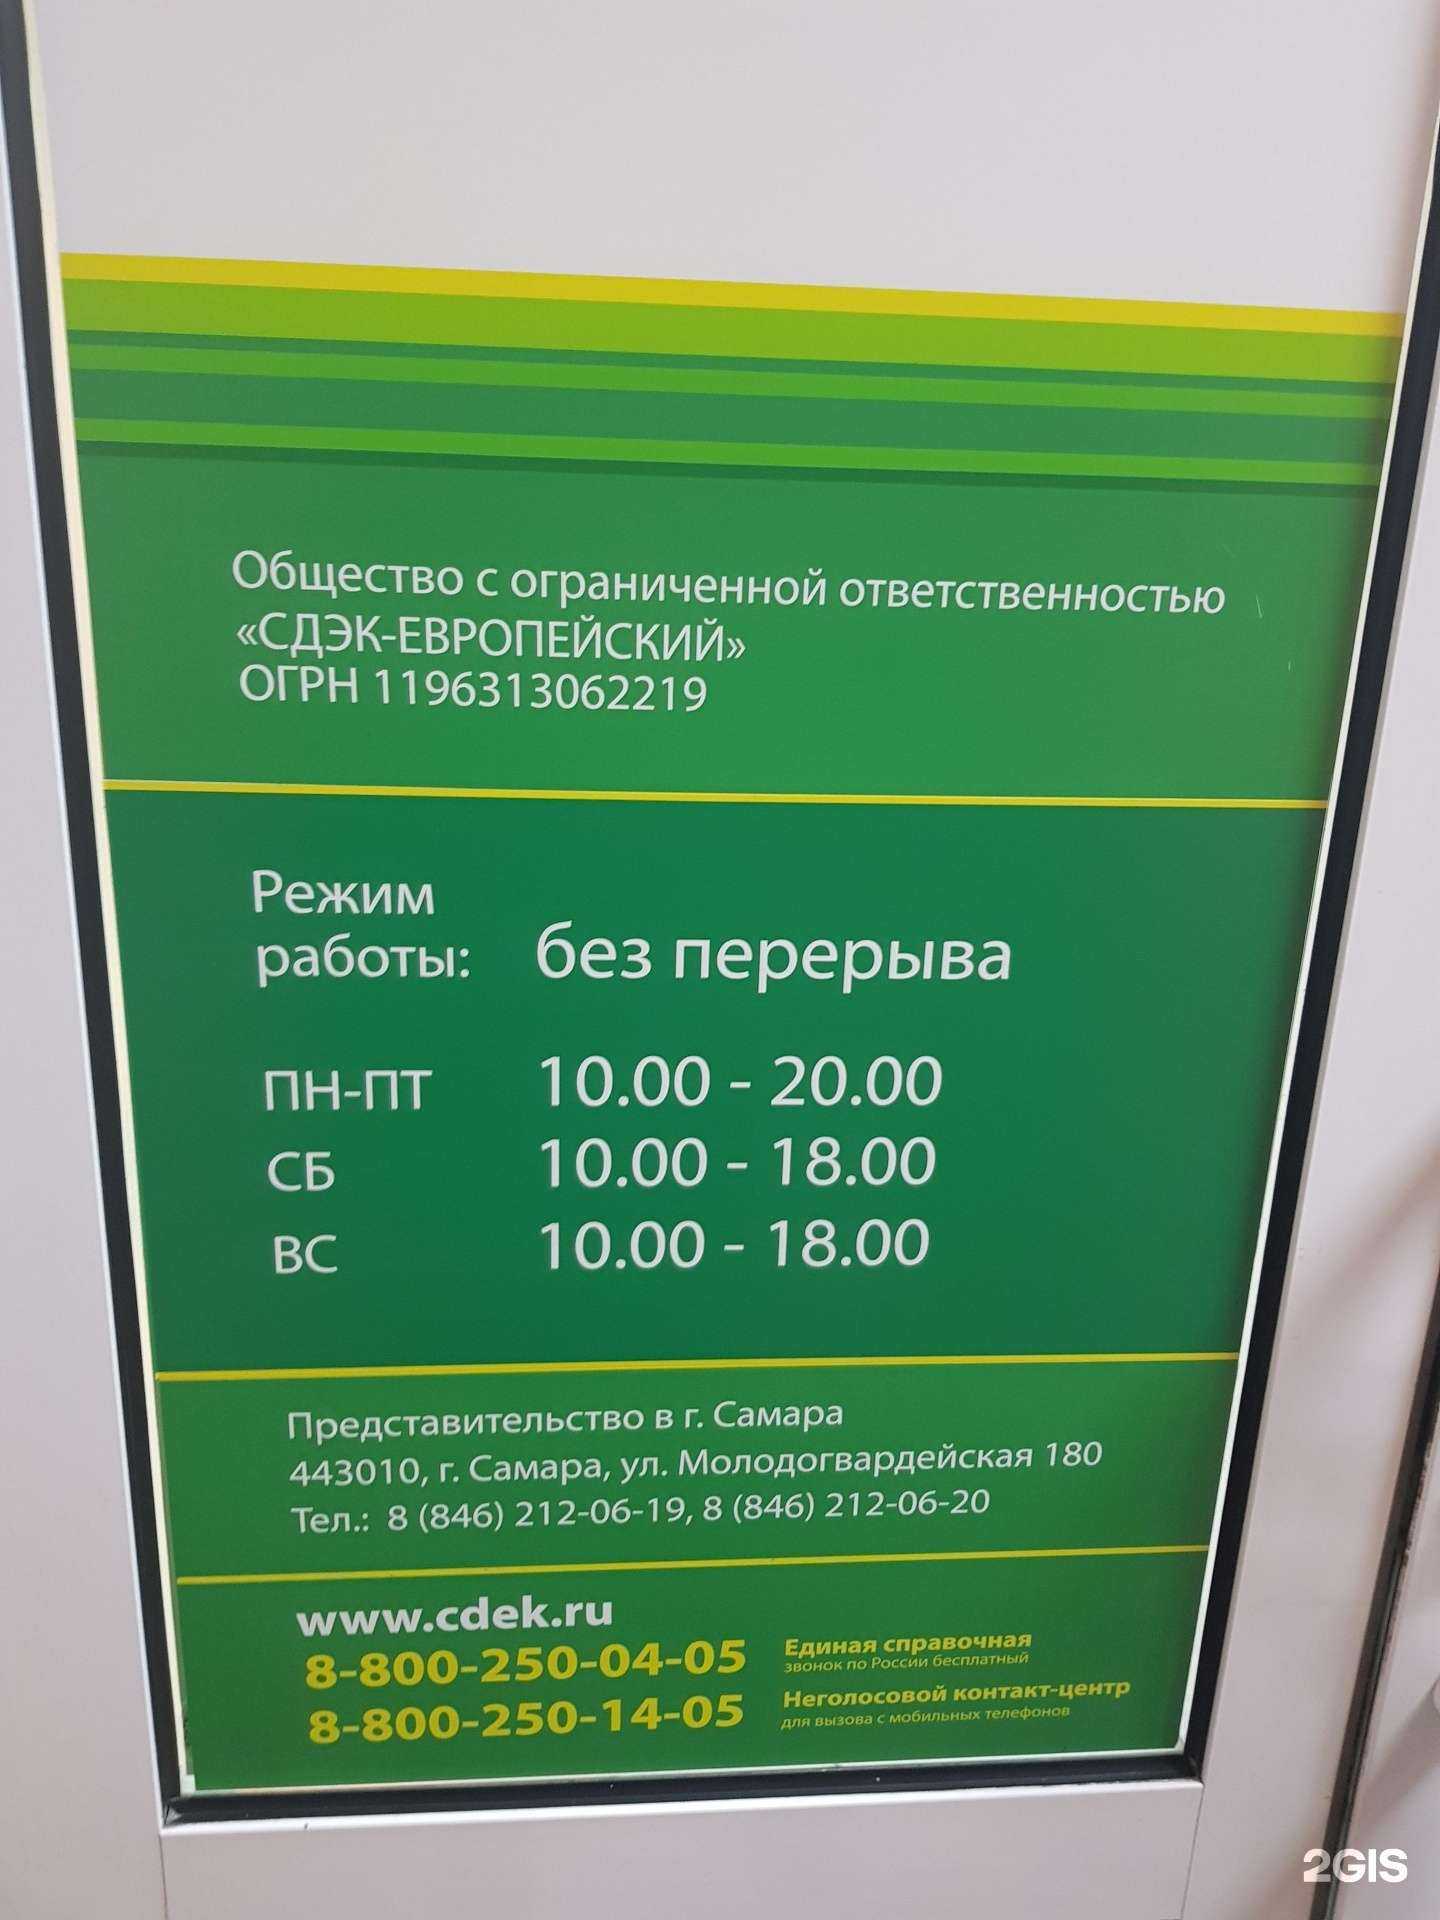 Общество с ограниченной ответственностью
«СДЭК-ЕВРОПЕЙСКИЙ»
ОГРН 1196313062219
Режим
работы: без перерыва
ПН-ПТ 10.00 - 20.00
СБ 10.00 - 18.00
ВС 10.00 - 18.00
Представительство в г. Самара
443010, г. Самара, ул. Молодогвардейская 180
Тел.: 8 (846) 212-06-19, 8 (846) 212-06-20
www.cdek.ru
8-800-250-04-05 Единая справочная
звонок по России бесплатный
8-800-250-14-05 Неголосовой контакт-центр
для вызова с мобильных телефонов
2GIS